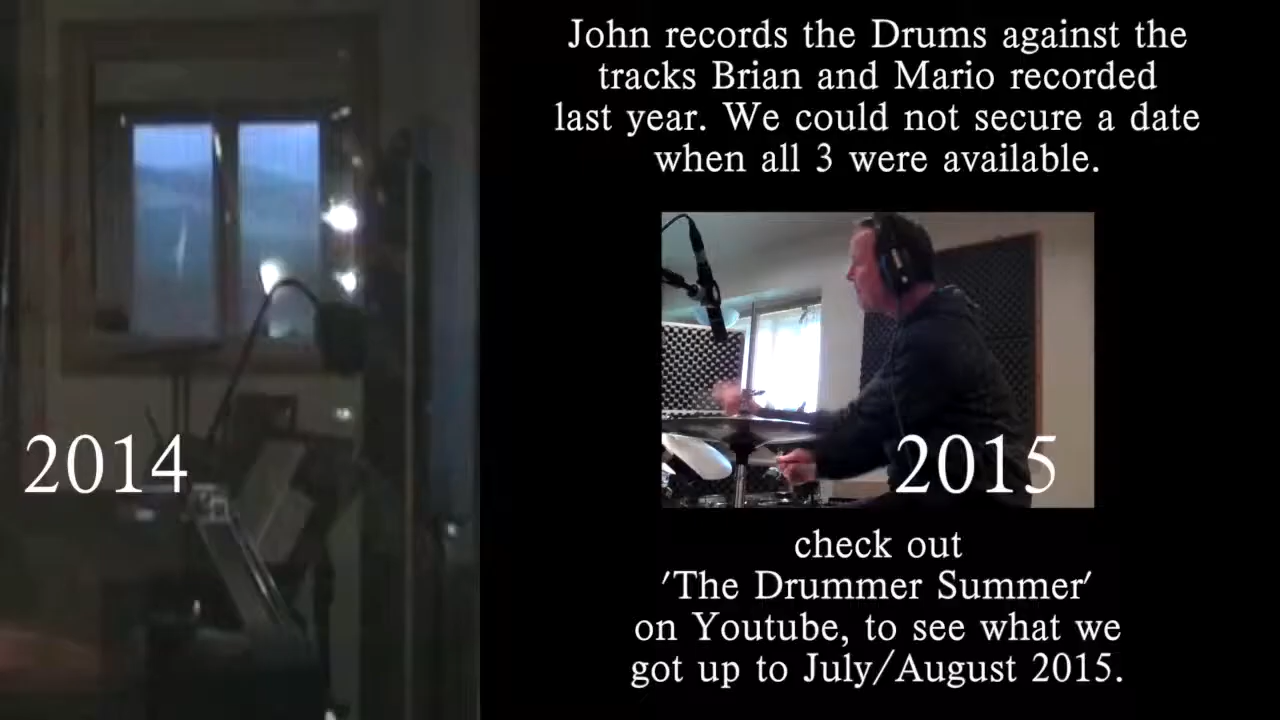 John records the Drums against the
tracks Brian and Mario recorded
last year. We could not secure a date
when all 3 were available.
2014
2015
check out
'The Drummer Summer'
on Youtube, to see what we
got up to July/August 2015.